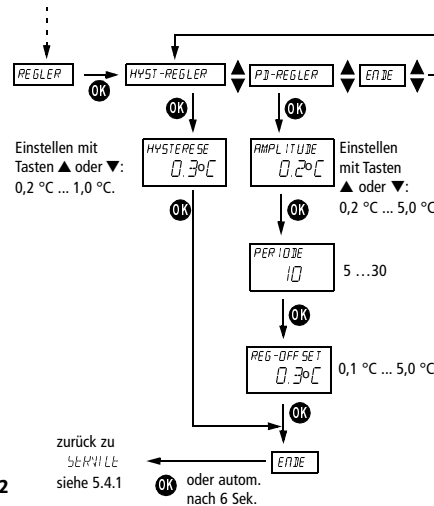 REGLER
OK
HYST-REGLER
PD-REGLER
ENDE
OK
OK
Einstellen mit
Tasten ▲ oder ▼:
0,2 °C ... 1,0 °C.
HYSTERESE
0.3°C
AMPLITUDE
0.2°C
Einstellen
mit Tasten
▲ oder ▼:
0,2 °C ... 5,0 °C
OK
OK
PERIODE
10
5 ...30
OK
REG-OFFSET
0.3°C
0,1 °C ... 5,0 °C
OK
zurück zu
SERVICE
siehe 5.4.1
ENDE
OK
oder autom.
nach 6 Sek.
2